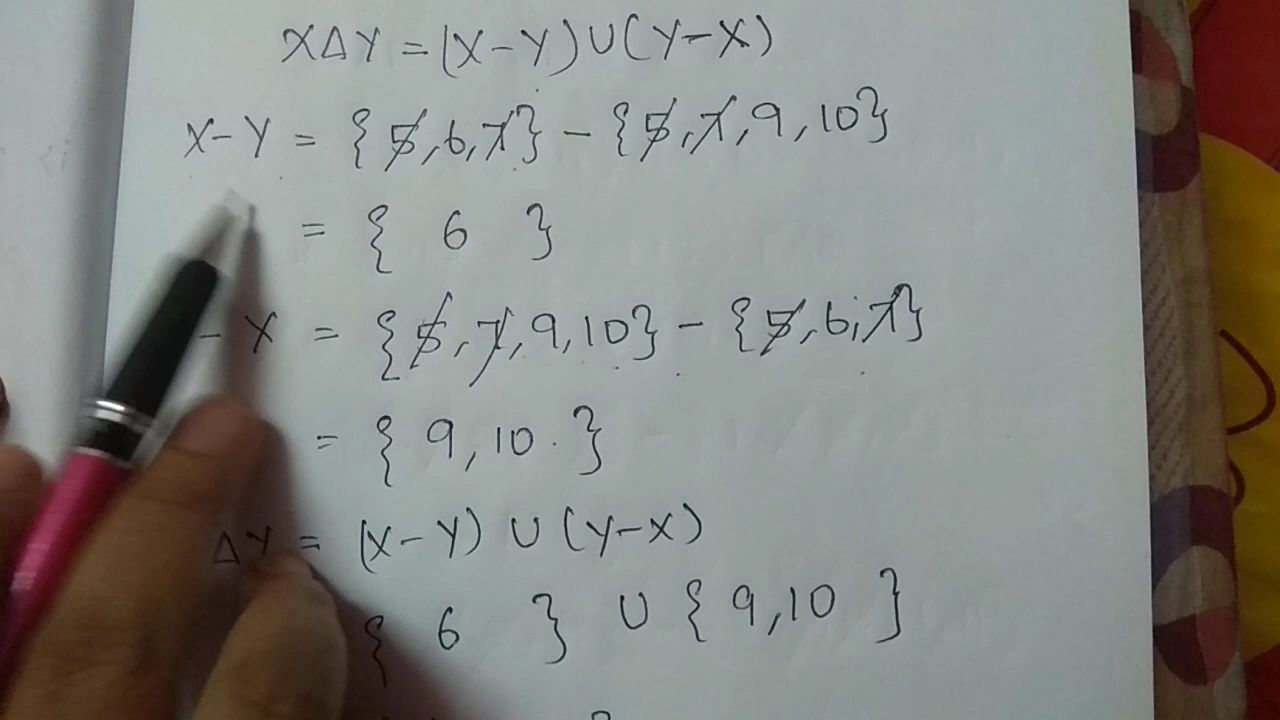 X∆Y = (X-Y)∪(Y-X)
X-Y = {5,6,7} - {5,7,9,10}
= { 6 }
- X = {5,7,9,10} - {5,6,7}
= { 9,10 . }
∆Y = (X-Y) ∪ (Y-X)
{ 6 } ∪ { 9,10 }